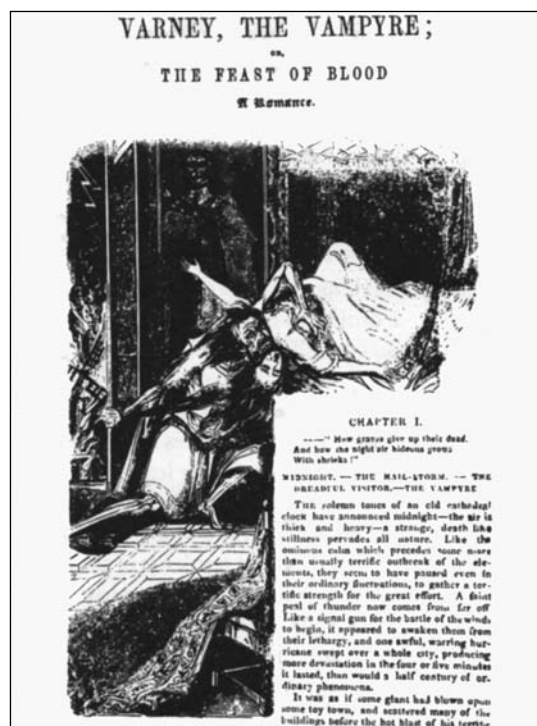 VARNEY, THE VAMPYRE;
OR,
THE FEAST OF BLOOD
A Romance.
CHAPTER I.
——"How graves give up their dead.
And how the night air hideous grows
With shrieks!"
MIDNIGHT. — THE HAIL-STORM. — THE
DREADFUL VISITOR.—THE VAMPYRE
THE solemn tones of an old cathedral
clock have announced midnight—the air is
thick and heavy—a strange, death like
stillness pervades all nature. Like the
ominous calm which precedes some more
than usually terrific outbreak of the ele-
ments, they seem to have paused even in
their ordinary fluctuations, to gather a ter-
rific strength for the great effort. A faint
peal of thunder now comes from far off
Like a signal gun for the battle of the winds
to begin, it appeared to awaken them from
their lethargy, and one awful, warring hur-
ricane swept over a whole city, producing
more devastation in the four or five minutes
it lasted, than would a half century of or-
dinary phenomena.
It was as if some giant had blown upon
some toy town, and scattered many of the
buildings before the hot blast of his